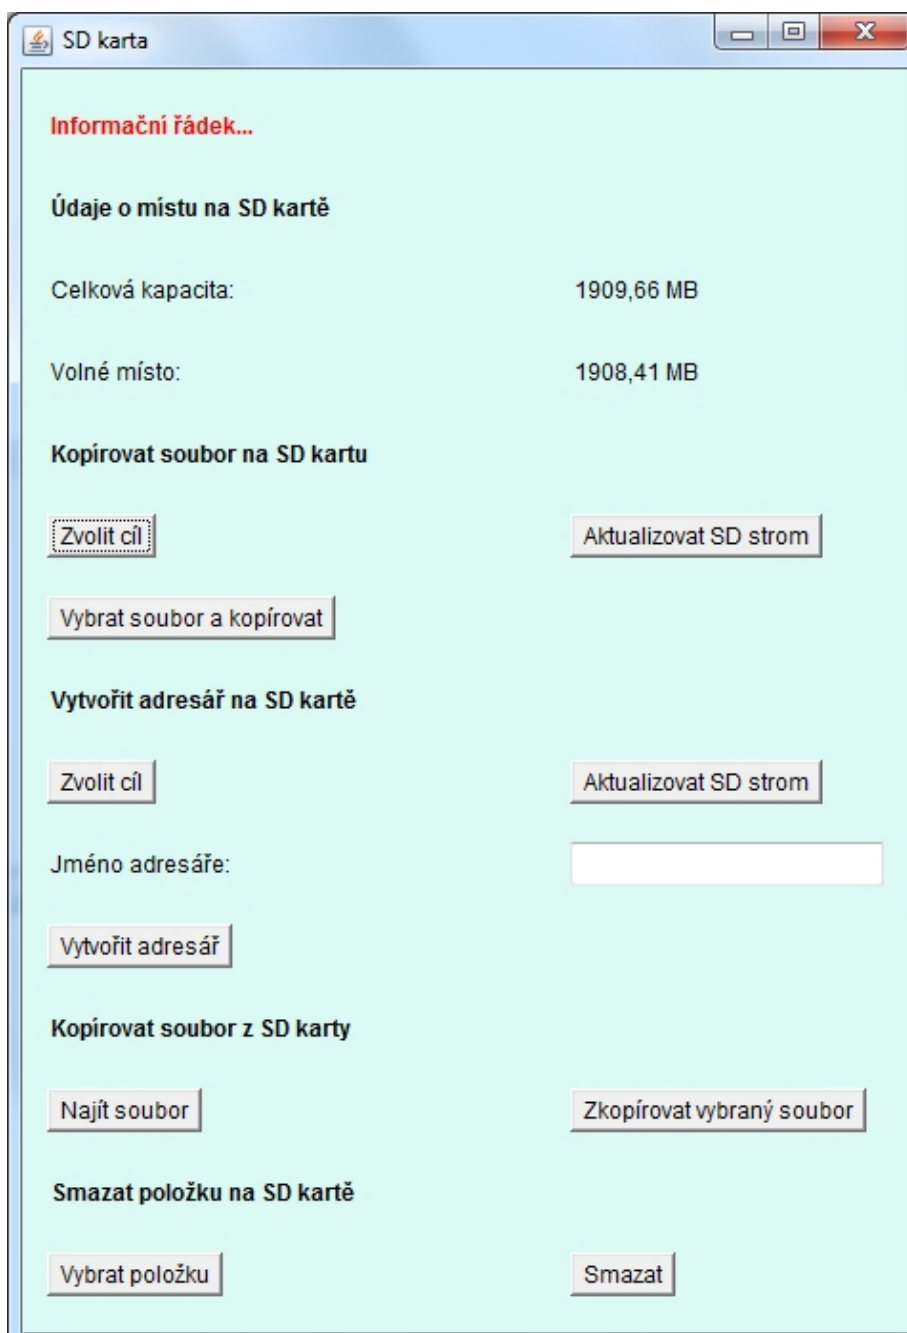 SD karta
Informační řádek...
Údaje o místu na SD kartě
Celková kapacita: 1909,66 MB
Volné místo: 1908,41 MB
Kopírovat soubor na SD kartu
Zvolit cíl Aktualizovat SD strom
Vybrat soubor a kopírovat
Vytvořit adresář na SD kartě
Zvolit cíl Aktualizovat SD strom
Jméno adresáře:
Vytvořit adresář
Kopírovat soubor z SD karty
Najít soubor Zkopírovat vybraný soubor
Smazat položku na SD kartě
Vybrat položku Smazat